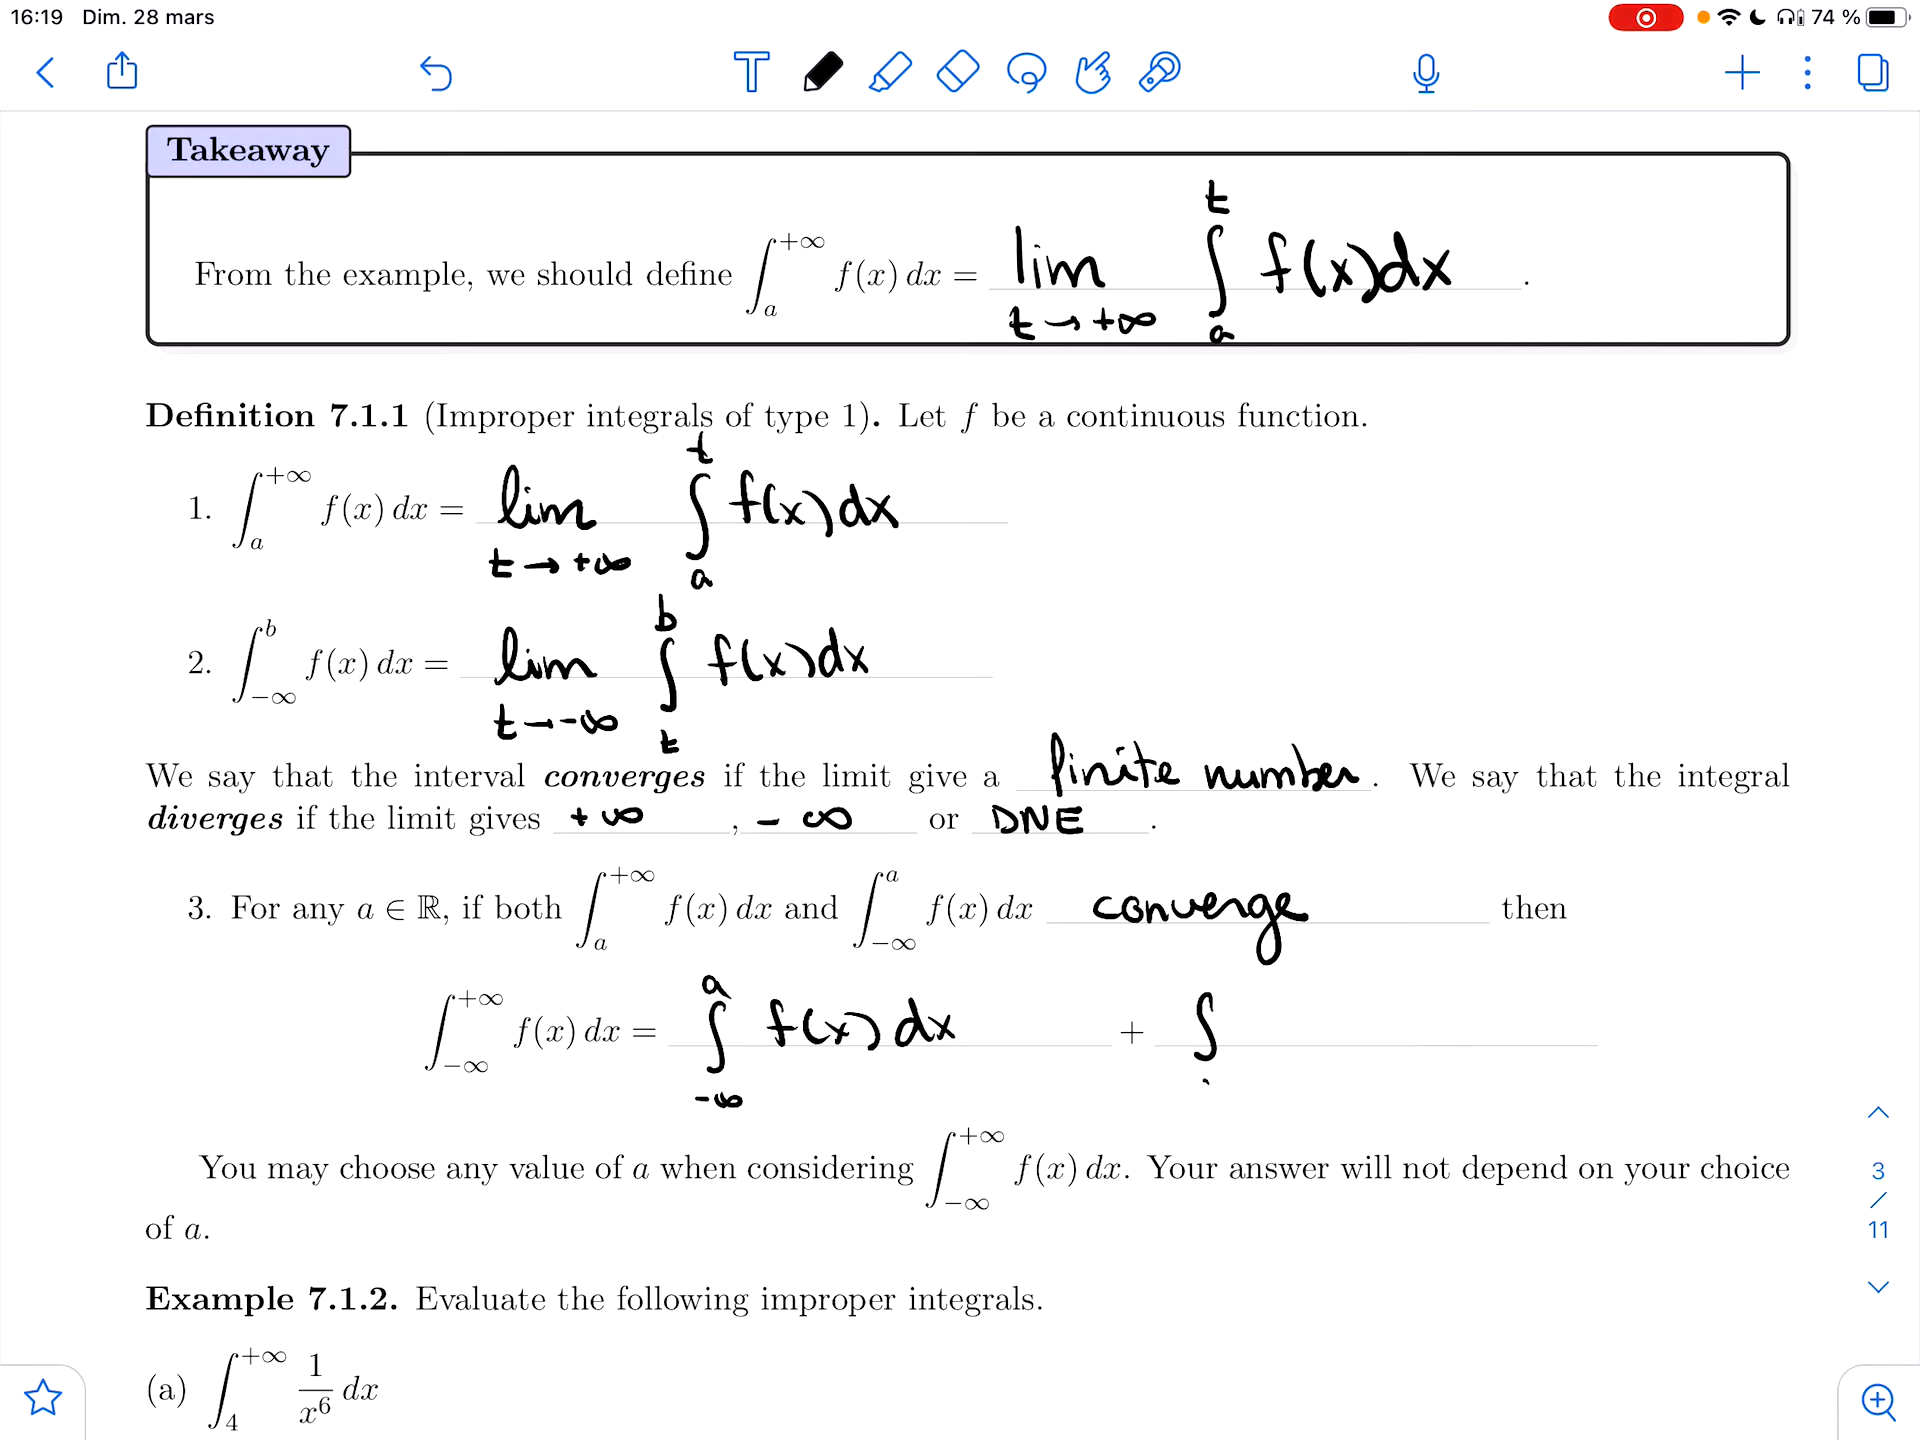 16:19 Dim. 28 mars 74 %
Takeaway
From the example, we should define ∫_a^{+∞} f(x) dx = lim_{t→+∞} ∫_a^t f(x)dx .
Definition 7.1.1 (Improper integrals of type 1). Let f be a continuous function.
1. ∫_a^{+∞} f(x) dx = lim_{t→+∞} ∫_a^t f(x)dx
2. ∫_{-∞}^b f(x) dx = lim_{t→-∞} ∫_t^b f(x)dx
We say that the interval converges if the limit give a finite number. We say that the integral
diverges if the limit gives +∞, -∞ or DNE.
3. For any a ∈ ℝ, if both ∫_a^{+∞} f(x) dx and ∫_{-∞}^a f(x) dx converge then
∫_{-∞}^{+∞} f(x) dx = ∫_{-∞}^a f(x) dx + ∫
You may choose any value of a when considering ∫_{-∞}^{+∞} f(x) dx. Your answer will not depend on your choice
of a.
3
/
11
Example 7.1.2. Evaluate the following improper integrals.
(a) ∫_4^{+∞} 1/x^6 dx